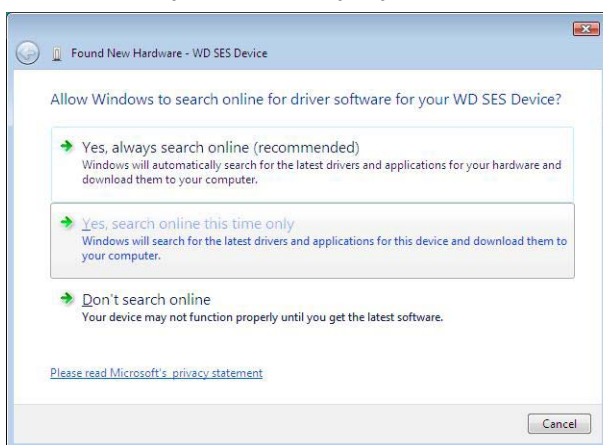 Found New Hardware - WD SES Device
Allow Windows to search online for driver software for your WD SES Device?
Yes, always search online (recommended)
Windows will automatically search for the latest drivers and applications for your hardware and
download them to your computer.
Yes, search online this time only
Windows will search for the latest drivers and applications for this device and download them to
your computer.
Don't search online
Your device may not function properly until you get the latest software.
Please read Microsoft's privacy statement
Cancel